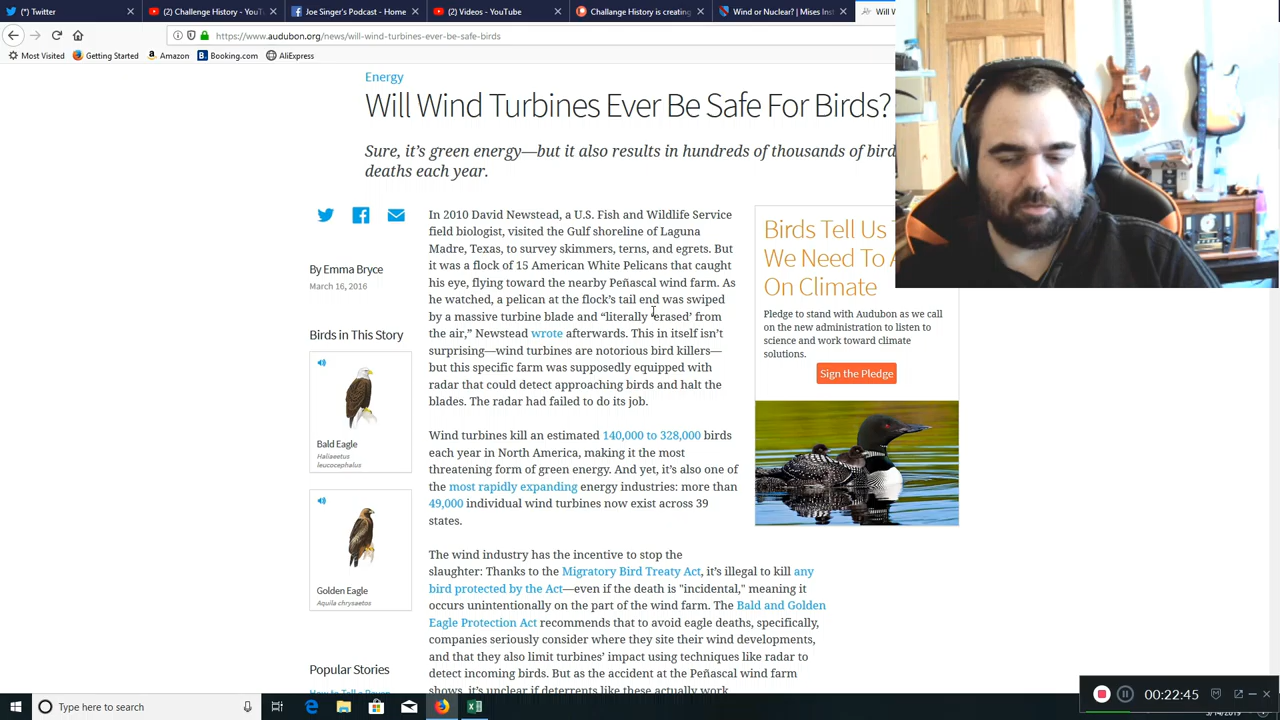 (*) Twitter
(2) Challenge History - YouT
Joe Singer's Podcast - Home
(2) Videos - YouTube
Challange History is creating
Wind or Nuclear? | Mises Inst
Will W
https://www.audubon.org/news/will-wind-turbines-ever-be-safe-birds
Most Visited
Getting Started
Amazon
Booking.com
AliExpress
Energy
Will Wind Turbines Ever Be Safe For Birds?
Sure, it's green energy—but it also results in hundreds of thousands of bird
deaths each year.
By Emma Bryce
March 16, 2016
Birds in This Story
Bald Eagle
Haliaeetus
leucocephalus
Golden Eagle
Aquila chrysaetos
Popular Stories
In 2010 David Newstead, a U.S. Fish and Wildlife Service
field biologist, visited the Gulf shoreline of Laguna
Madre, Texas, to survey skimmers, terns, and egrets. But
it was a flock of 15 American White Pelicans that caught
his eye, flying toward the nearby Peñascal wind farm. As
he watched, a pelican at the flock's tail end was swiped
by a massive turbine blade and “literally ‘erased’ from
the air,” Newstead wrote afterwards. This in itself isn't
surprising—wind turbines are notorious bird killers—
but this specific farm was supposedly equipped with
radar that could detect approaching birds and halt the
blades. The radar had failed to do its job.
Wind turbines kill an estimated 140,000 to 328,000 birds
each year in North America, making it the most
threatening form of green energy. And yet, it's also one of
the most rapidly expanding energy industries: more than
49,000 individual wind turbines now exist across 39
states.
The wind industry has the incentive to stop the
slaughter: Thanks to the Migratory Bird Treaty Act, it's illegal to kill any
bird protected by the Act—even if the death is "incidental," meaning it
occurs unintentionally on the part of the wind farm. The Bald and Golden
Eagle Protection Act recommends that to avoid eagle deaths, specifically,
companies seriously consider where they site their wind developments,
and that they also limit turbines' impact using techniques like radar to
detect incoming birds. But as the accident at the Peñascal wind farm
shows, it's unclear if deterrents like these actually work
Birds Tell Us
We Need To A
On Climate
Pledge to stand with Audubon as we call
on the new administration to listen to
science and work toward climate
solutions.
Sign the Pledge
Type here to search
00:22:45